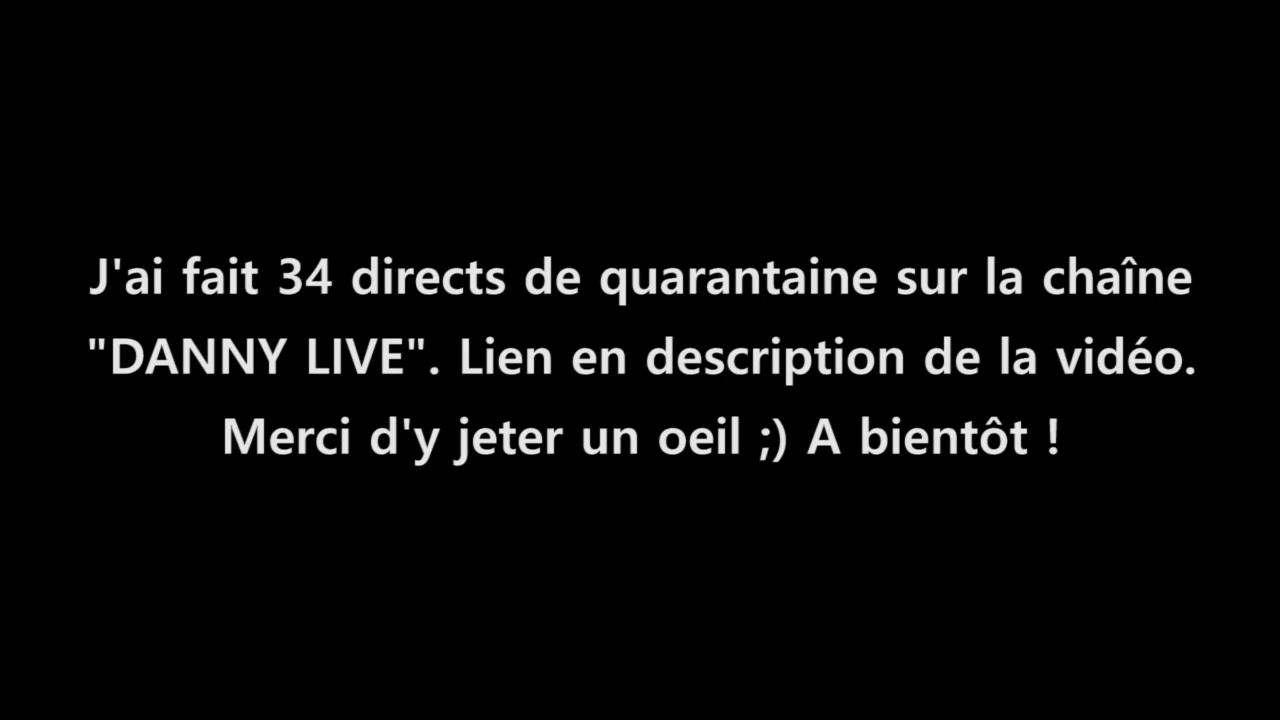 J'ai fait 34 directs de quarantaine sur la chaîne
"DANNY LIVE". Lien en description de la vidéo.
Merci d'y jeter un oeil ;) A bientôt !